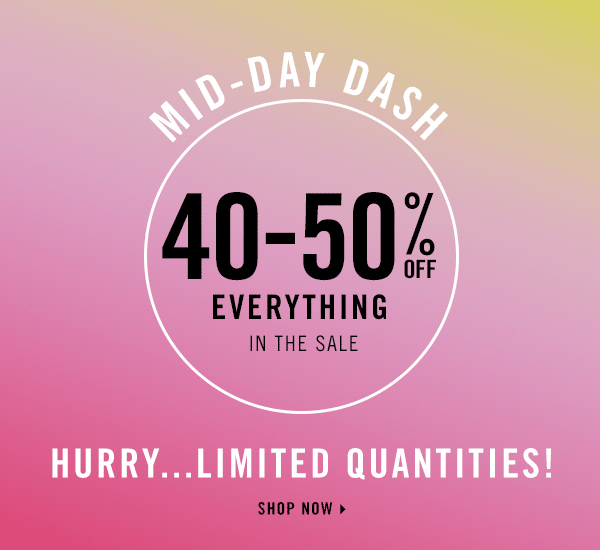 MID-DAY DASH
40-50% OFF
EVERYTHING
IN THE SALE
HURRY...LIMITED QUANTITIES!
SHOP NOW